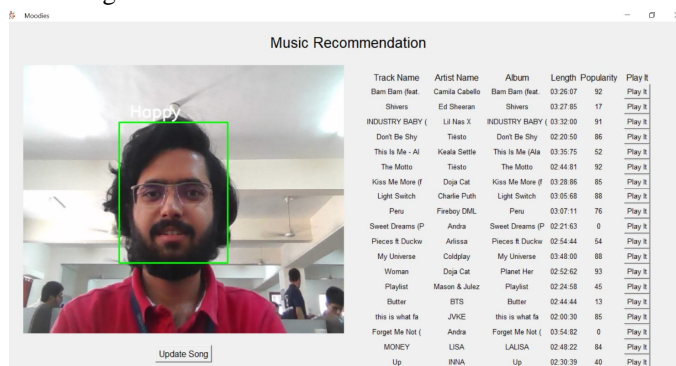 Moodies
Music Recommendation
Happy
Update Song
Track Name Artist Name Album Length Popularity Play It
Bam Bam (feat. Camila Cabello Bam Bam (feat. 03:26:07 92 Play It
Shivers Ed Sheeran Shivers 03:27:85 17 Play It
INDUSTRY BABY ( Lil Nas X INDUSTRY BABY ( 03:32:00 91 Play It
Don't Be Shy Tiësto Don't Be Shy 02:20:50 86 Play It
This Is Me - Al Keala Settle This Is Me (Ala 03:35:75 52 Play It
The Motto Tiësto The Motto 02:44:81 92 Play It
Kiss Me More (f Doja Cat Kiss Me More (f 03:28:86 85 Play It
Light Switch Charlie Puth Light Switch 03:05:68 88 Play It
Peru Fireboy DML Peru 03:07:11 76 Play It
Sweet Dreams (P Andra Sweet Dreams (P 02:21:63 0 Play It
Pieces ft Duckw Arlissa Pieces ft Duckw 02:54:44 54 Play It
My Universe Coldplay My Universe 03:48:00 88 Play It
Woman Doja Cat Planet Her 02:52:62 93 Play It
Playlist Mason & Julez Playlist 02:24:58 45 Play It
Butter BTS Butter 02:44:44 13 Play It
this is what fa JVKE this is what fa 02:00:30 85 Play It
Forget Me Not ( Andra Forget Me Not ( 03:54:82 0 Play It
MONEY LISA LALISA 02:48:22 84 Play It
Up INNA Up 02:30:39 40 Play It